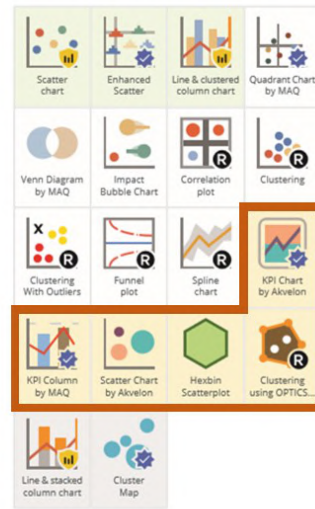 Scatter
chart
Enhanced
Scatter
Line & clustered
column chart
Quadrant Chart
by MAQ
Venn Diagram
by MAQ
Impact
Bubble Chart
Correlation
plot
R
Clustering
R
X
Clustering
With Outliers
R
Funnel
plot
R
Spline
chart
R
KPI Chart
by Akvelon
KPI Column
by MAQ
Scatter Chart
by Akvelon
Hexbin
Scatterplot
Clustering
using OPTICS...
R
Line & stacked
column chart
Cluster
Map